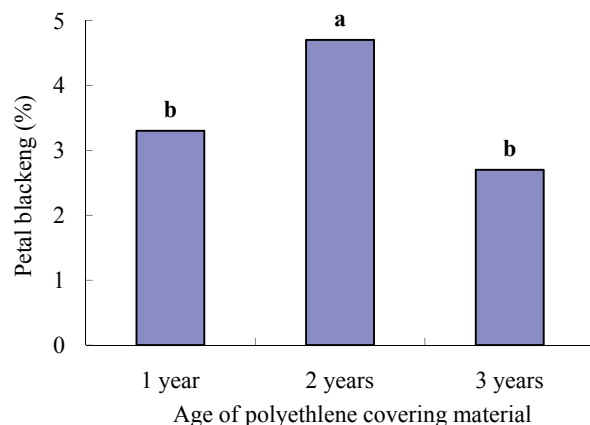 5
4
3
2
1
0
Petal blackeng (%)
b
a
b
1 year
2 years
3 years
Age of polyethlene covering material